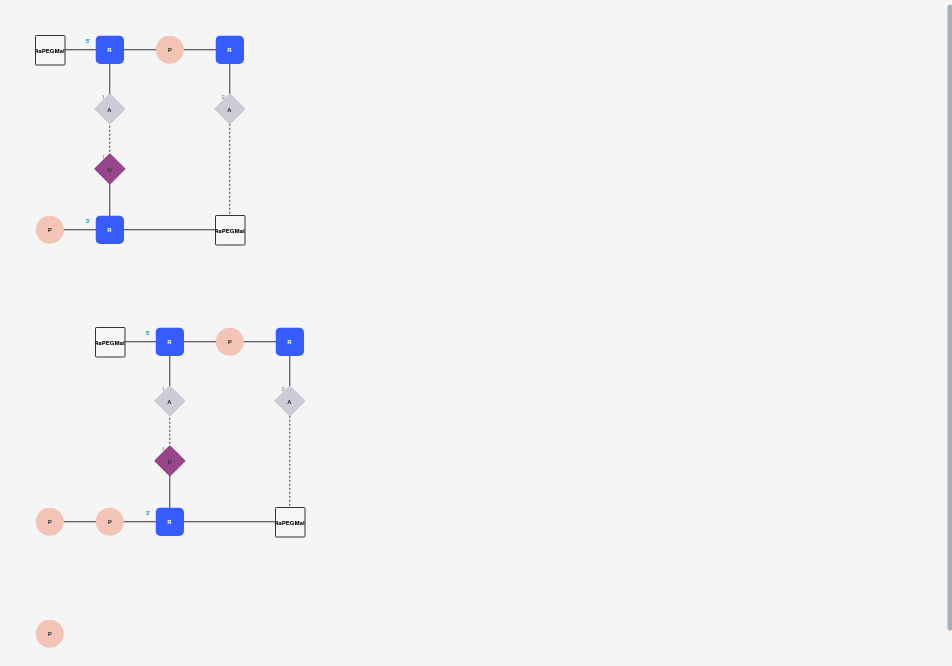 4aPEGMal 5' R P R
1 A 2 A
1 U
P 3' R 4aPEGMal
4aPEGMal 5' R P R
1 A 2 A
1 U
P P 3' R 4aPEGMal
P